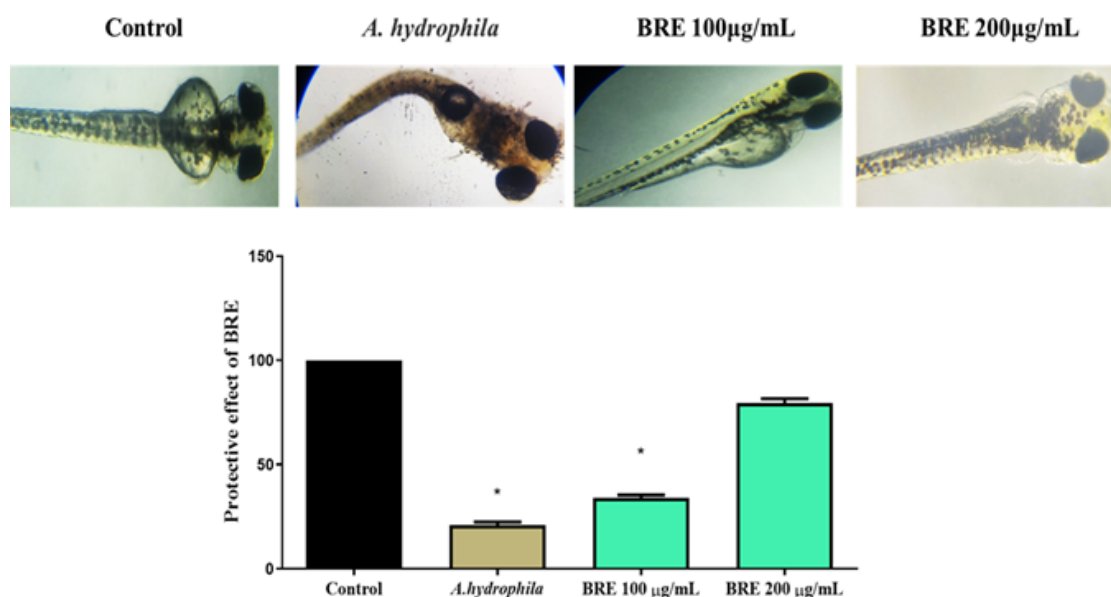 Control
A. hydrophila
BRE 100µg/mL
BRE 200µg/mL
Protective effect of BRE
150
100
50
0
*
*
Control
A.hydrophila
BRE 100 µg/mL
BRE 200 µg/mL